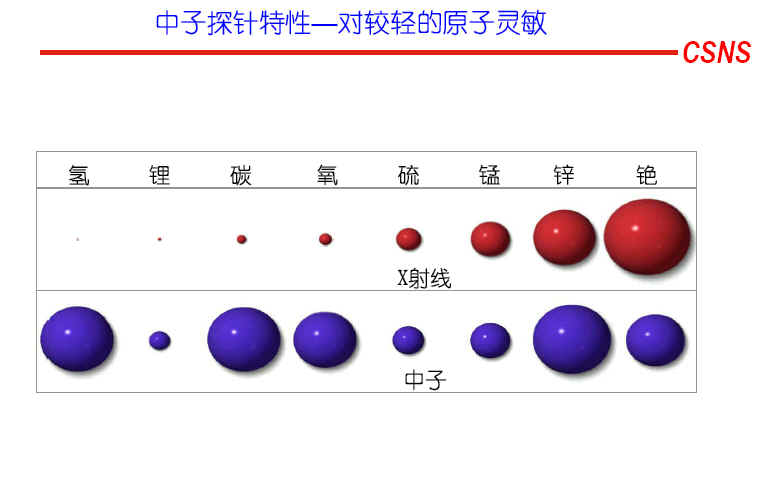 中子探针特性—对较轻的原子灵敏
CSNS
氢 锂 碳 氧 硫 锰 锌 铯
X射线
中子